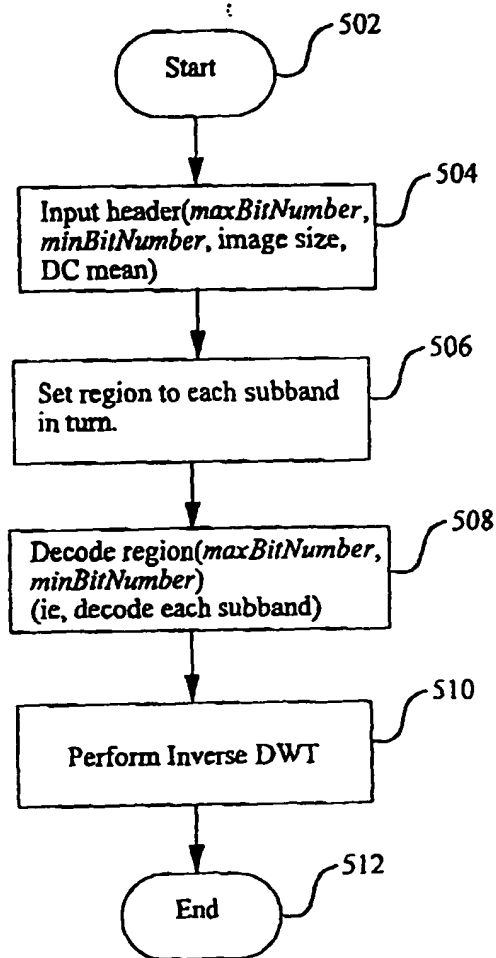 502
Start
504
Input header(maxBitNumber,
minBitNumber, image size,
DC mean)
506
Set region to each subband
in turn.
508
Decode region(maxBitNumber,
minBitNumber)
(ie, decode each subband)
510
Perform Inverse DWT
512
End